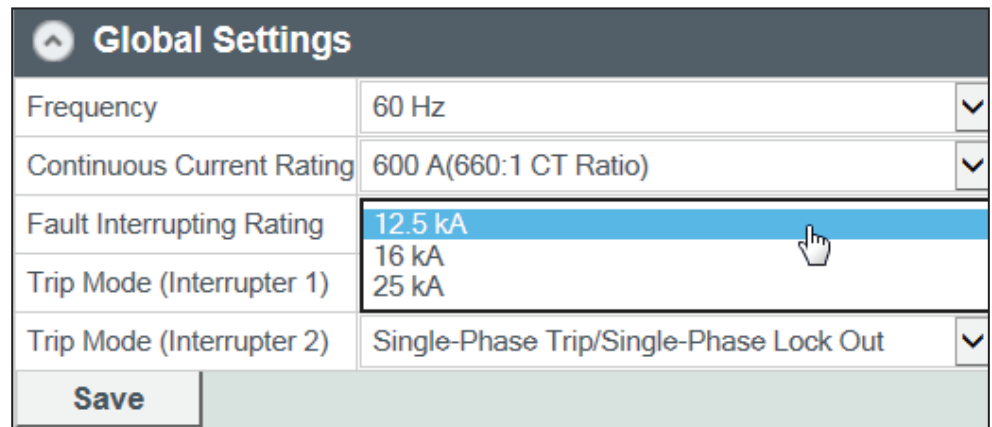 Global Settings
Frequency 60 Hz
Continuous Current Rating 600 A(660:1 CT Ratio)
Fault Interrupting Rating 12.5 kA
16 kA
Trip Mode (Interrupter 1) 25 kA
Trip Mode (Interrupter 2) Single-Phase Trip/Single-Phase Lock Out
Save